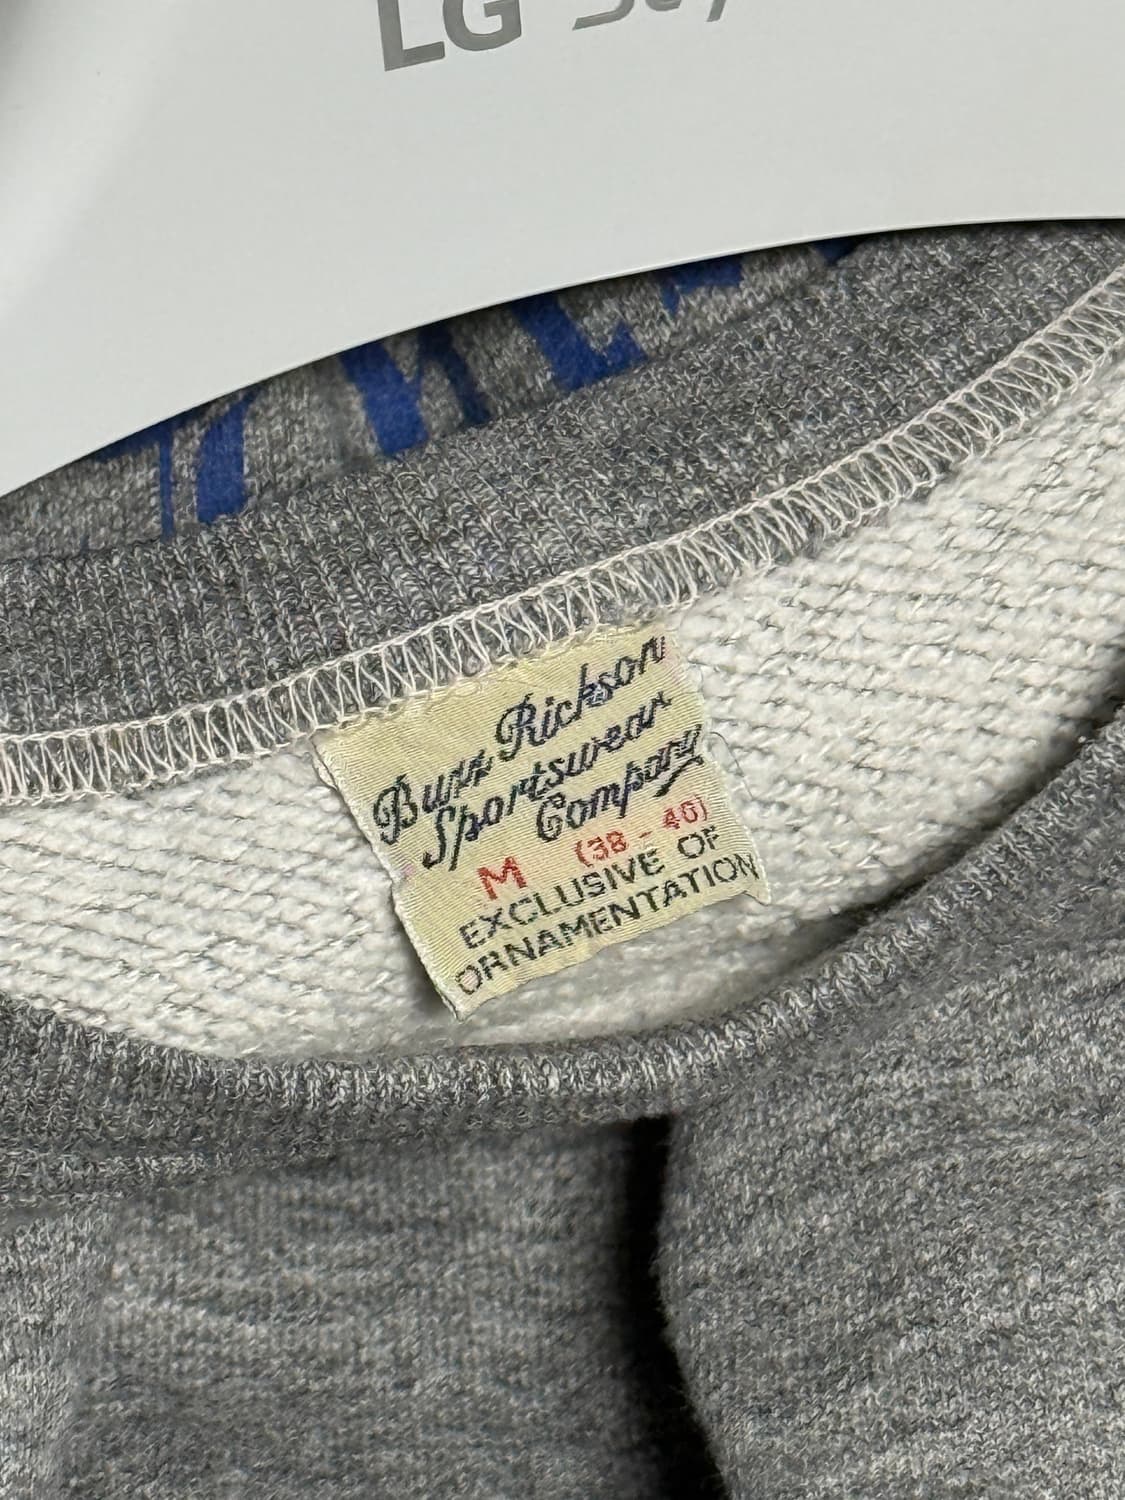 LG
Buzz Rickson
Sportswear
Company
M (38 - 40)
EXCLUSIVE OF
ORNAMENTATION